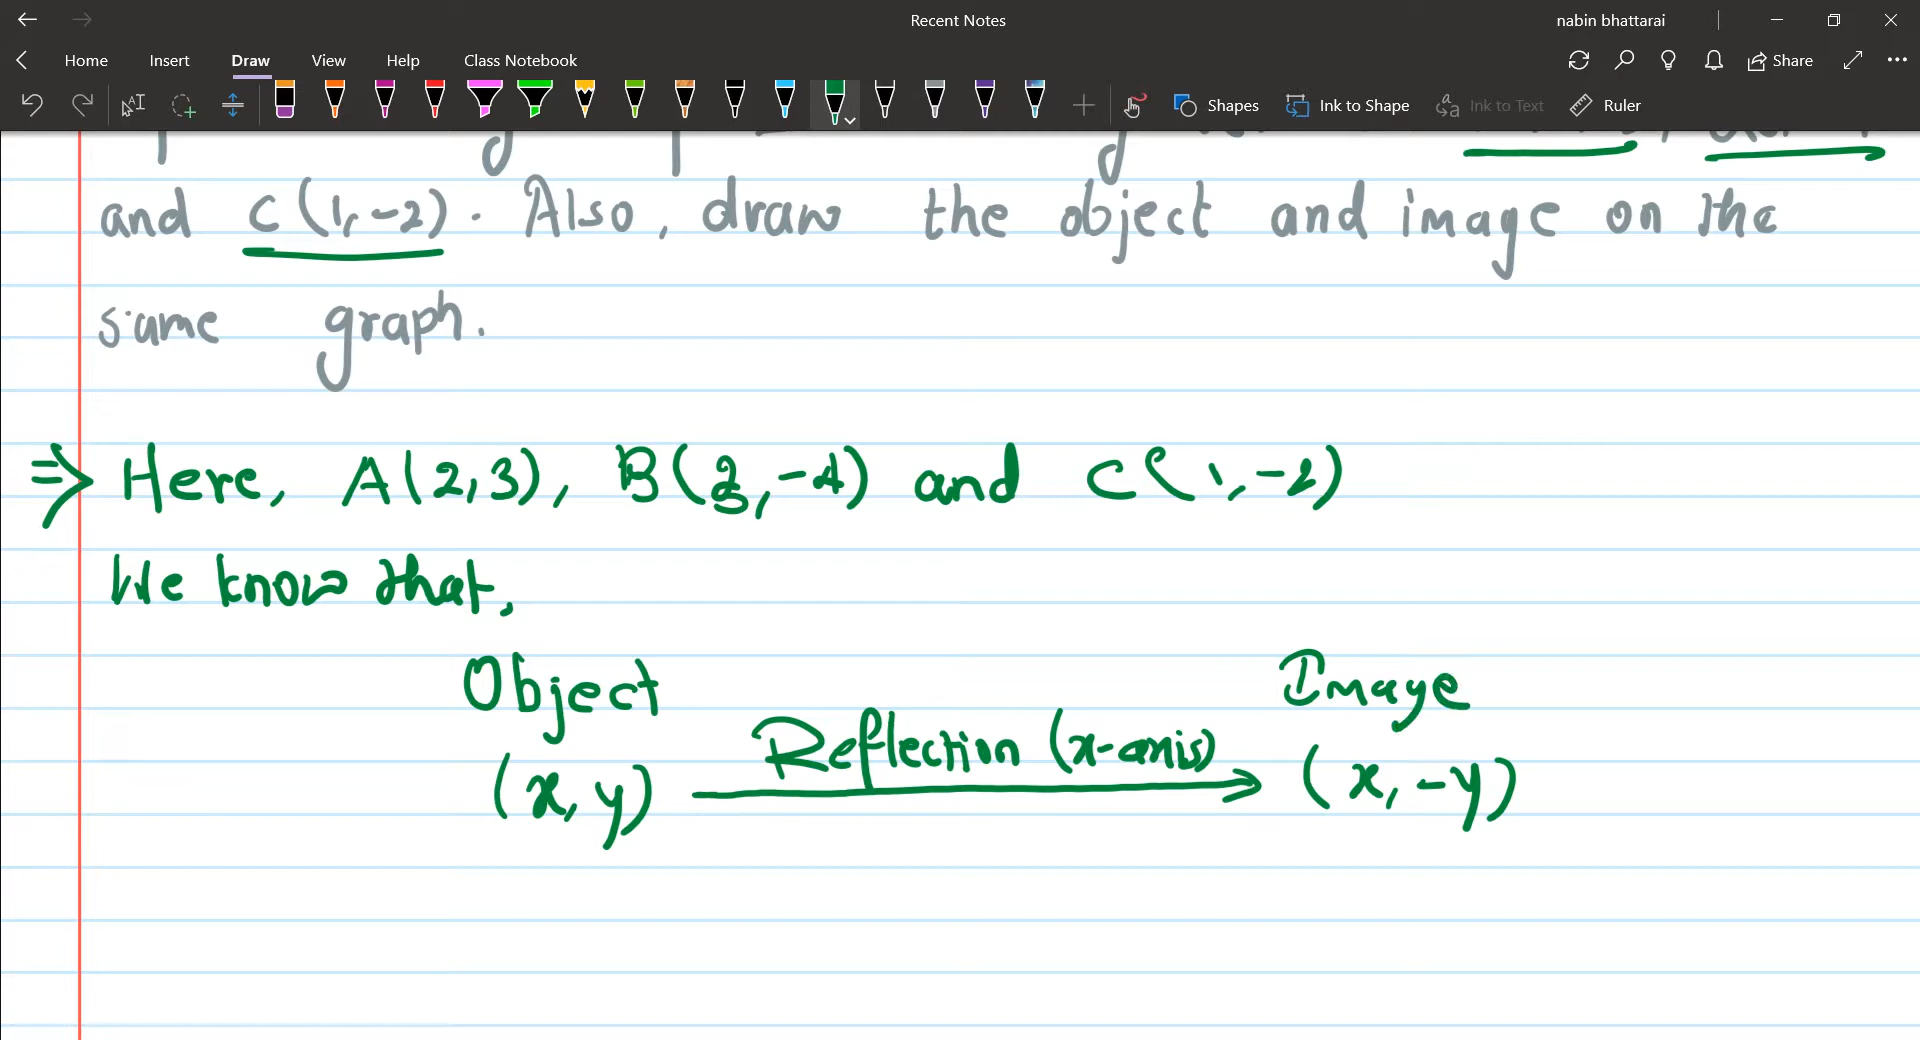 Recent Notes
nabin bhattarai
Home Insert Draw View Help Class Notebook
Share
Shapes Ink to Shape Ink to Text Ruler
and C(1,-2). Also, draw the object and image on the
same graph.
⇒ Here, A(2,3), B(3,-4) and C(1,-2)
We know that,
Object Image
Reflection (x-axis)
(x,y) → (x,-y)